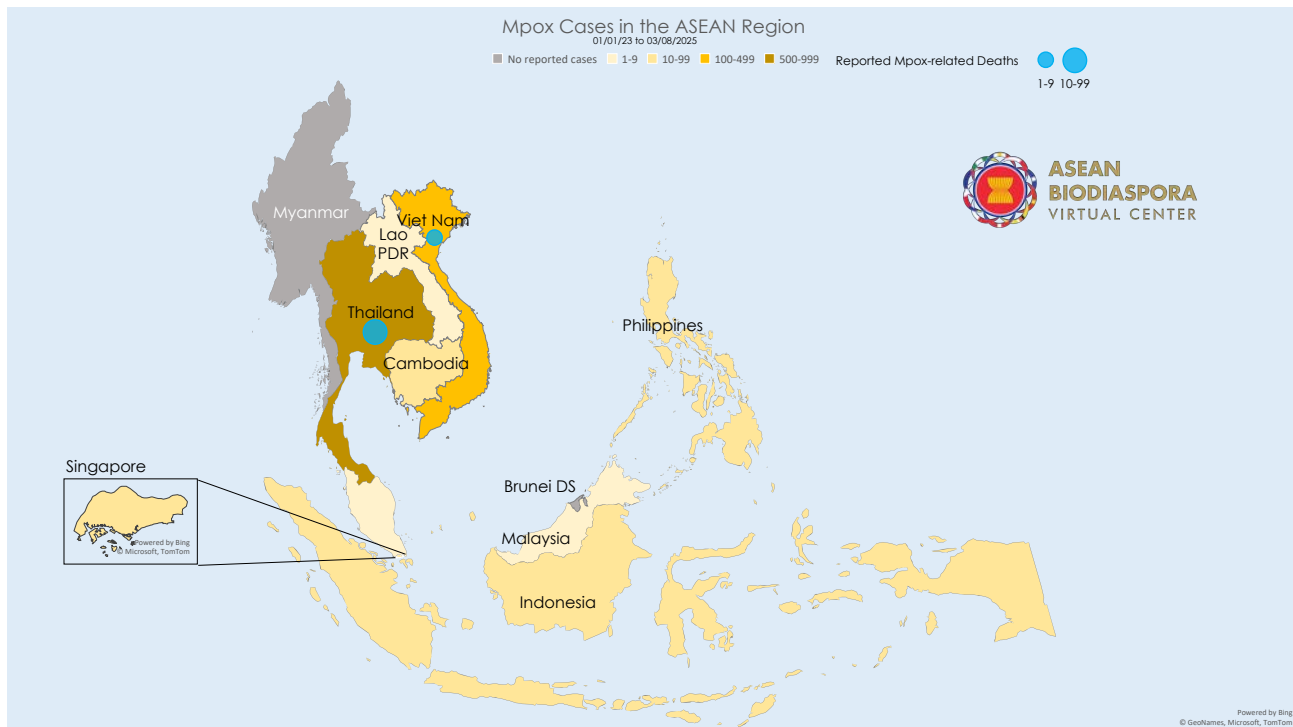 Mpox Cases in the ASEAN Region
01/01/23 to 03/08/2025
No reported cases 1-9 10-99 100-499 500-999
Reported Mpox-related Deaths
1-9 10-99
ASEAN
BIODIASPORA
VIRTUAL CENTER
Myanmar
Viet Nam
Lao
PDR
Thailand
Philippines
Cambodia
Singapore
Powered by Bing
© Microsoft, TomTom
Brunei DS
Malaysia
Indonesia
Powered by Bing
© GeoNames, Microsoft, TomTom